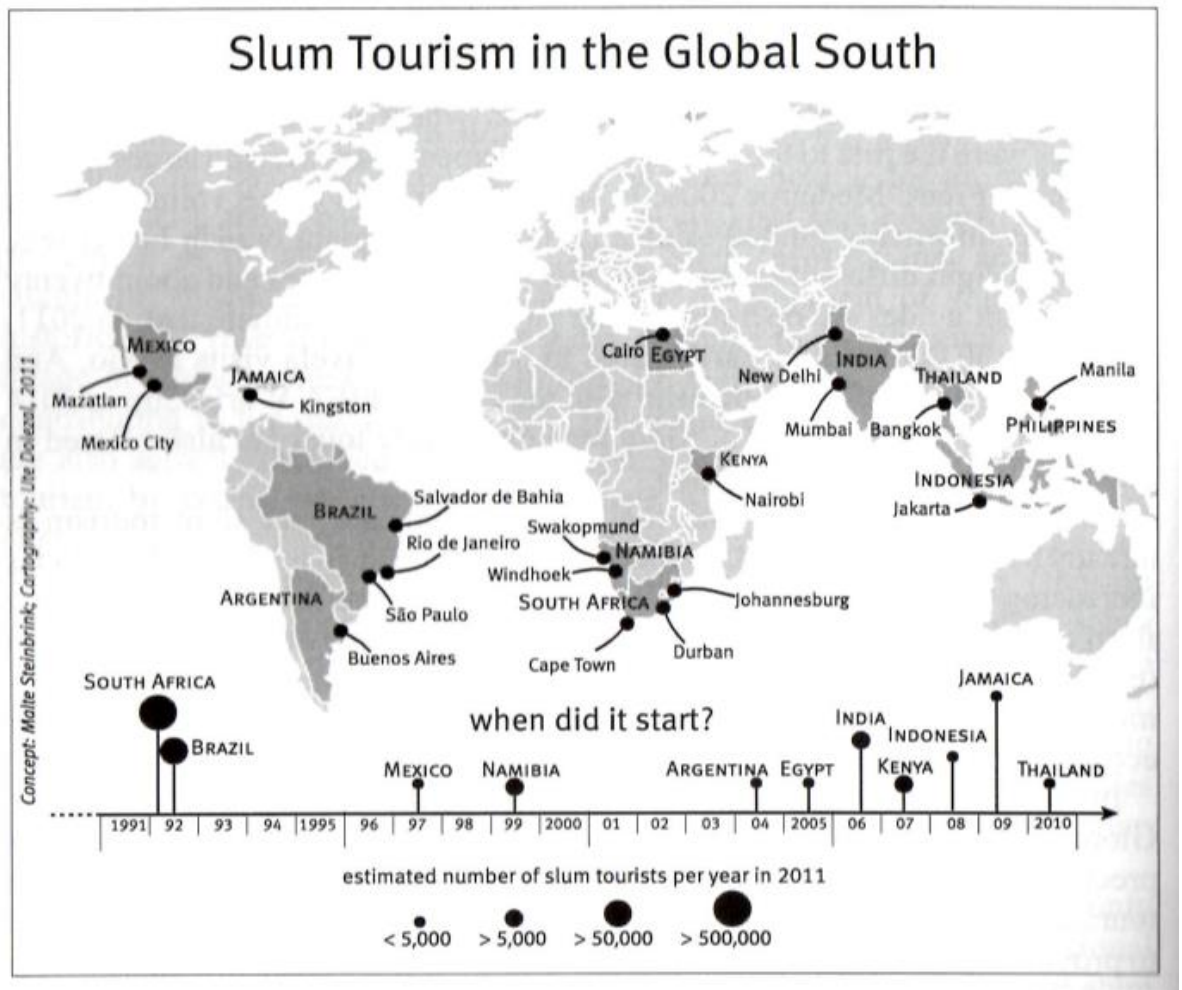 Slum Tourism in the Global South
MEXICO
Mazatlan
Mexico City
JAMAICA
Kingston
Cairo
EGYPT
New Delhi
INDIA
Mumbai
THAILAND
Bangkok
Manila
PHILIPPINES
INDONESIA
Jakarta
KENYA
Nairobi
BRAZIL
Salvador de Bahia
Rio de Janeiro
São Paulo
ARGENTINA
Buenos Aires
Swakopmund
NAMIBIA
Windhoek
SOUTH AFRICA
Johannesburg
Durban
Cape Town
Concept: Malte Steinbrink; Cartography: Ute Dolezal, 2011
when did it start?
SOUTH AFRICA
BRAZIL
MEXICO
NAMIBIA
ARGENTINA
EGYPT
INDIA
KENYA
INDONESIA
JAMAICA
THAILAND
1991 92 93 94 1995 96 97 98 99 2000 01 02 03 04 2005 06 07 08 09 2010
estimated number of slum tourists per year in 2011
< 5,000 > 5,000 > 50,000 > 500,000